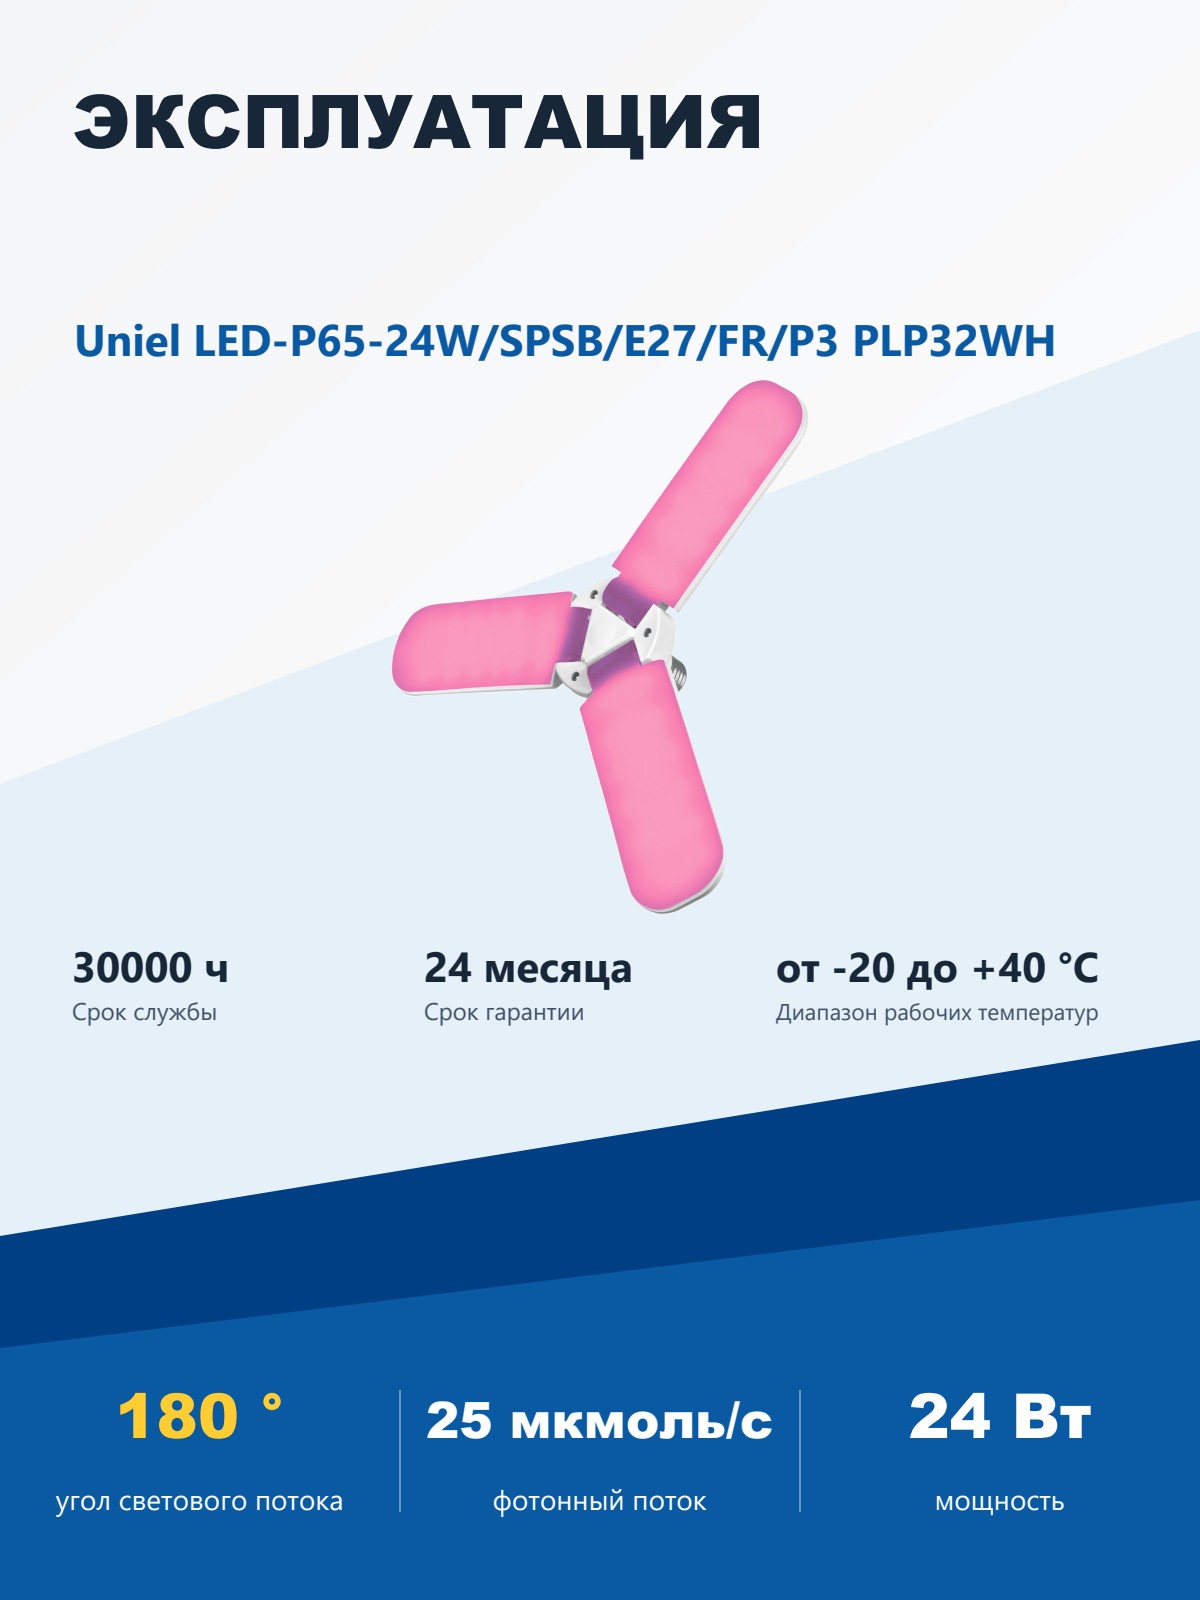 ЭКСПЛУАТАЦИЯ
Uniel LED-P65-24W/SPSB/E27/FR/P3 PLP32WH
30000 ч
Срок службы
24 месяца
Срок гарантии
от -20 до +40 °C
Диапазон рабочих температур
180 °
угол светового потока
25 мкмоль/с
фотонный поток
24 Вт
мощность